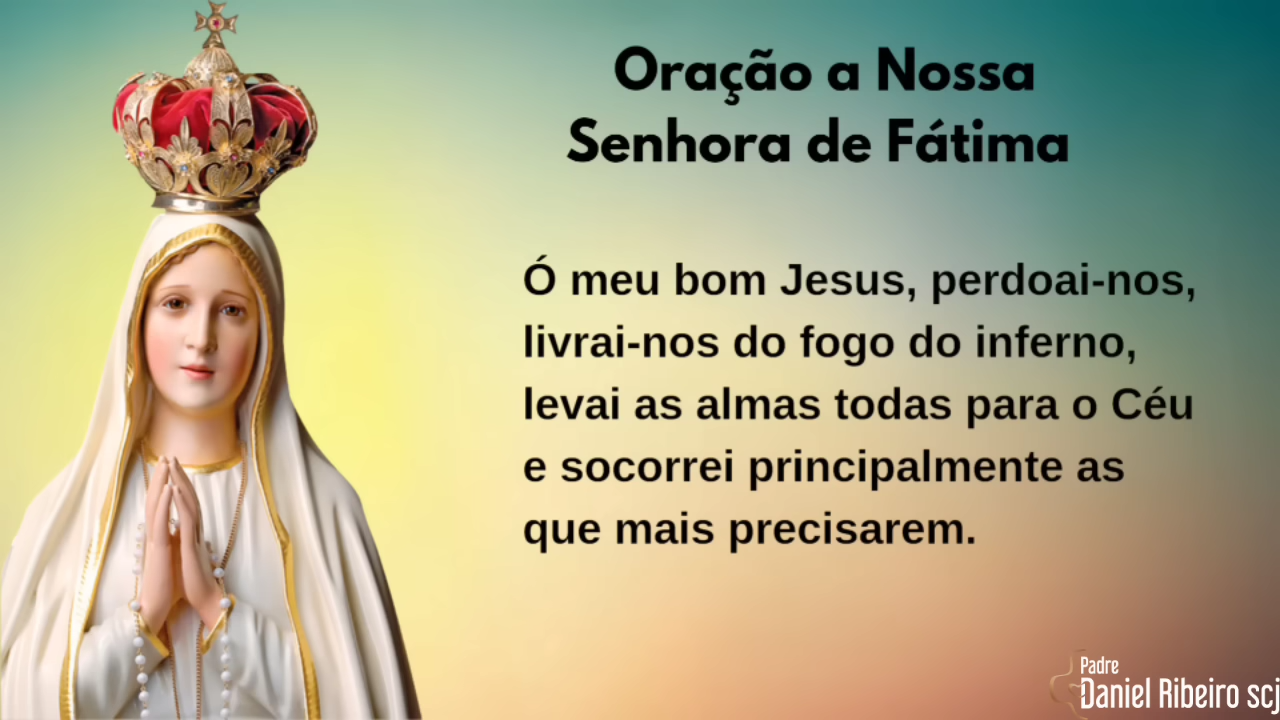 Oração a Nossa
Senhora de Fátima
Ó meu bom Jesus, perdoai-nos,
livrai-nos do fogo do inferno,
levai as almas todas para o Céu
e socorrei principalmente as
que mais precisarem.
Padre
Daniel Ribeiro scj